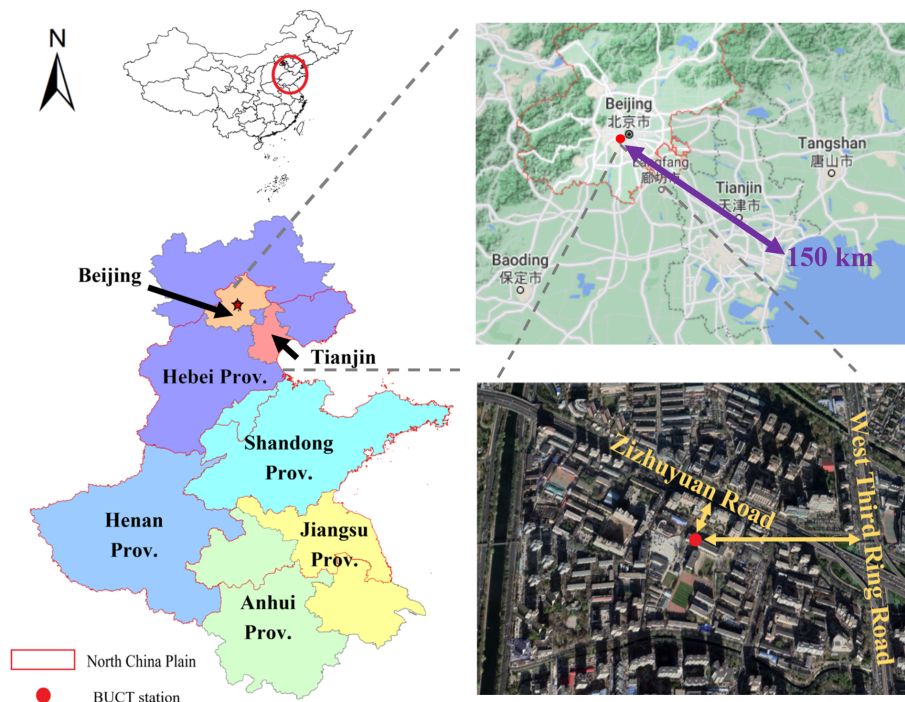 N
Beijing
Tianjin
Hebei Prov.
Shandong
Prov.
Henan
Prov.
Jiangsu
Prov.
Anhui
Prov.
North China Plain
BUCT station
Beijing
北京市
Langfang
廊坊市
Tangshan
唐山市
Tianjin
天津市
Baoding
保定市
150 km
Zizhuyuan Road
West Third Ring Road